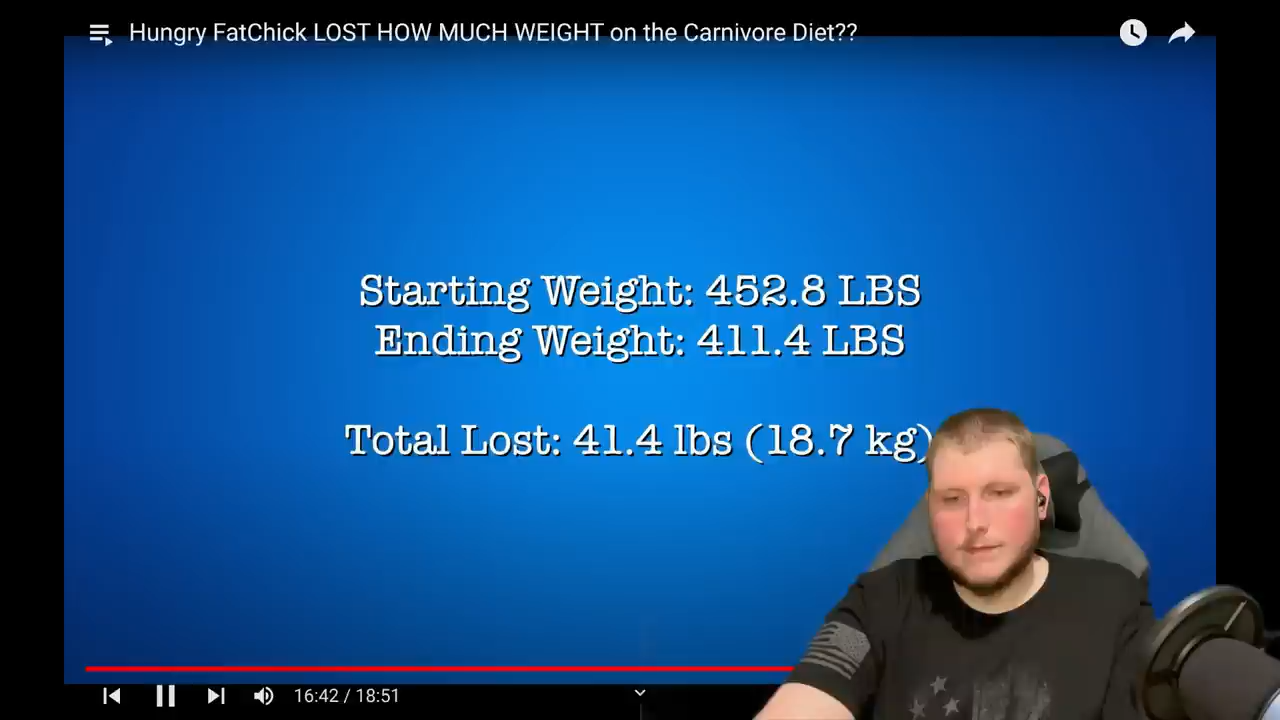 Hungry FatChick LOST HOW MUCH WEIGHT on the Carnivore Diet??
Starting Weight: 452.8 LBS
Ending Weight: 411.4 LBS
Total Lost: 41.4 lbs (18.7 kg)
16:42 / 18:51